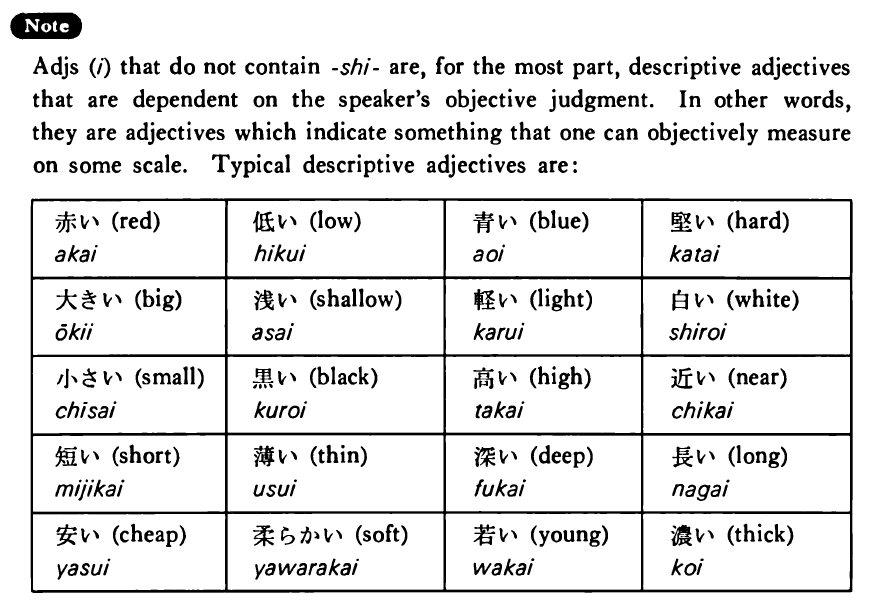 Note
Adjs (i) that do not contain -shi- are, for the most part, descriptive adjectives
that are dependent on the speaker's objective judgment. In other words,
they are adjectives which indicate something that one can objectively measure
on some scale. Typical descriptive adjectives are:
赤い (red) 低い (low) 青い (blue) 堅い (hard)
akai hikui aoi katai
大きい (big) 浅い (shallow) 軽い (light) 白い (white)
ōkii asai karui shiroi
小さい (small) 黒い (black) 高い (high) 近い (near)
chīsai kuroi takai chikai
短い (short) 薄い (thin) 深い (deep) 長い (long)
mijikai usui fukai nagai
安い (cheap) 柔らかい (soft) 若い (young) 濃い (thick)
yasui yawarakai wakai koi